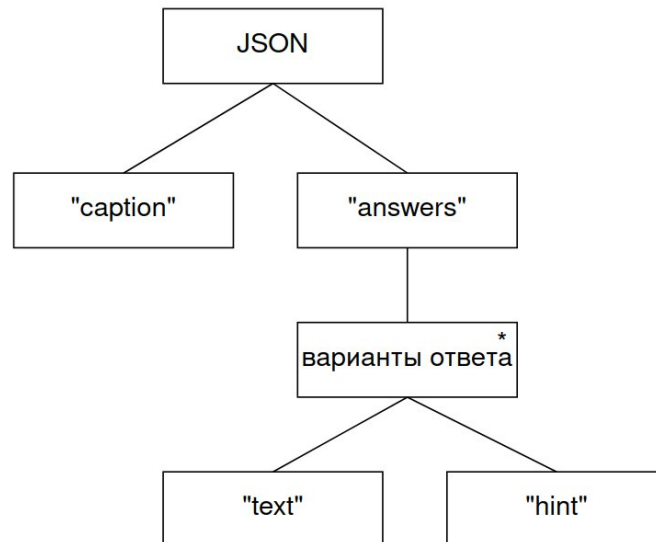 JSON
"caption"
"answers"
*
варианты ответа
"text"
"hint"